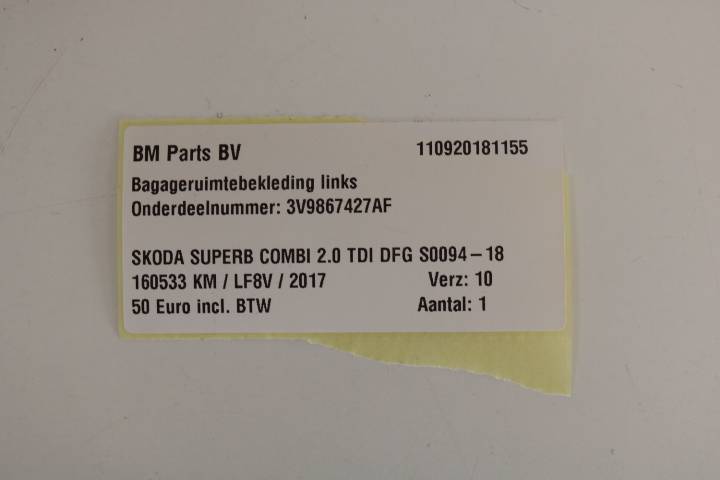 BM Parts BV 110920181155
Bagageruimtebekleding links
Onderdeelnummer: 3V9867427AF
SKODA SUPERB COMBI 2.0 TDI DFG S0094-18
160533 KM / LF8V / 2017 Verz: 10
50 Euro incl. BTW Aantal: 1